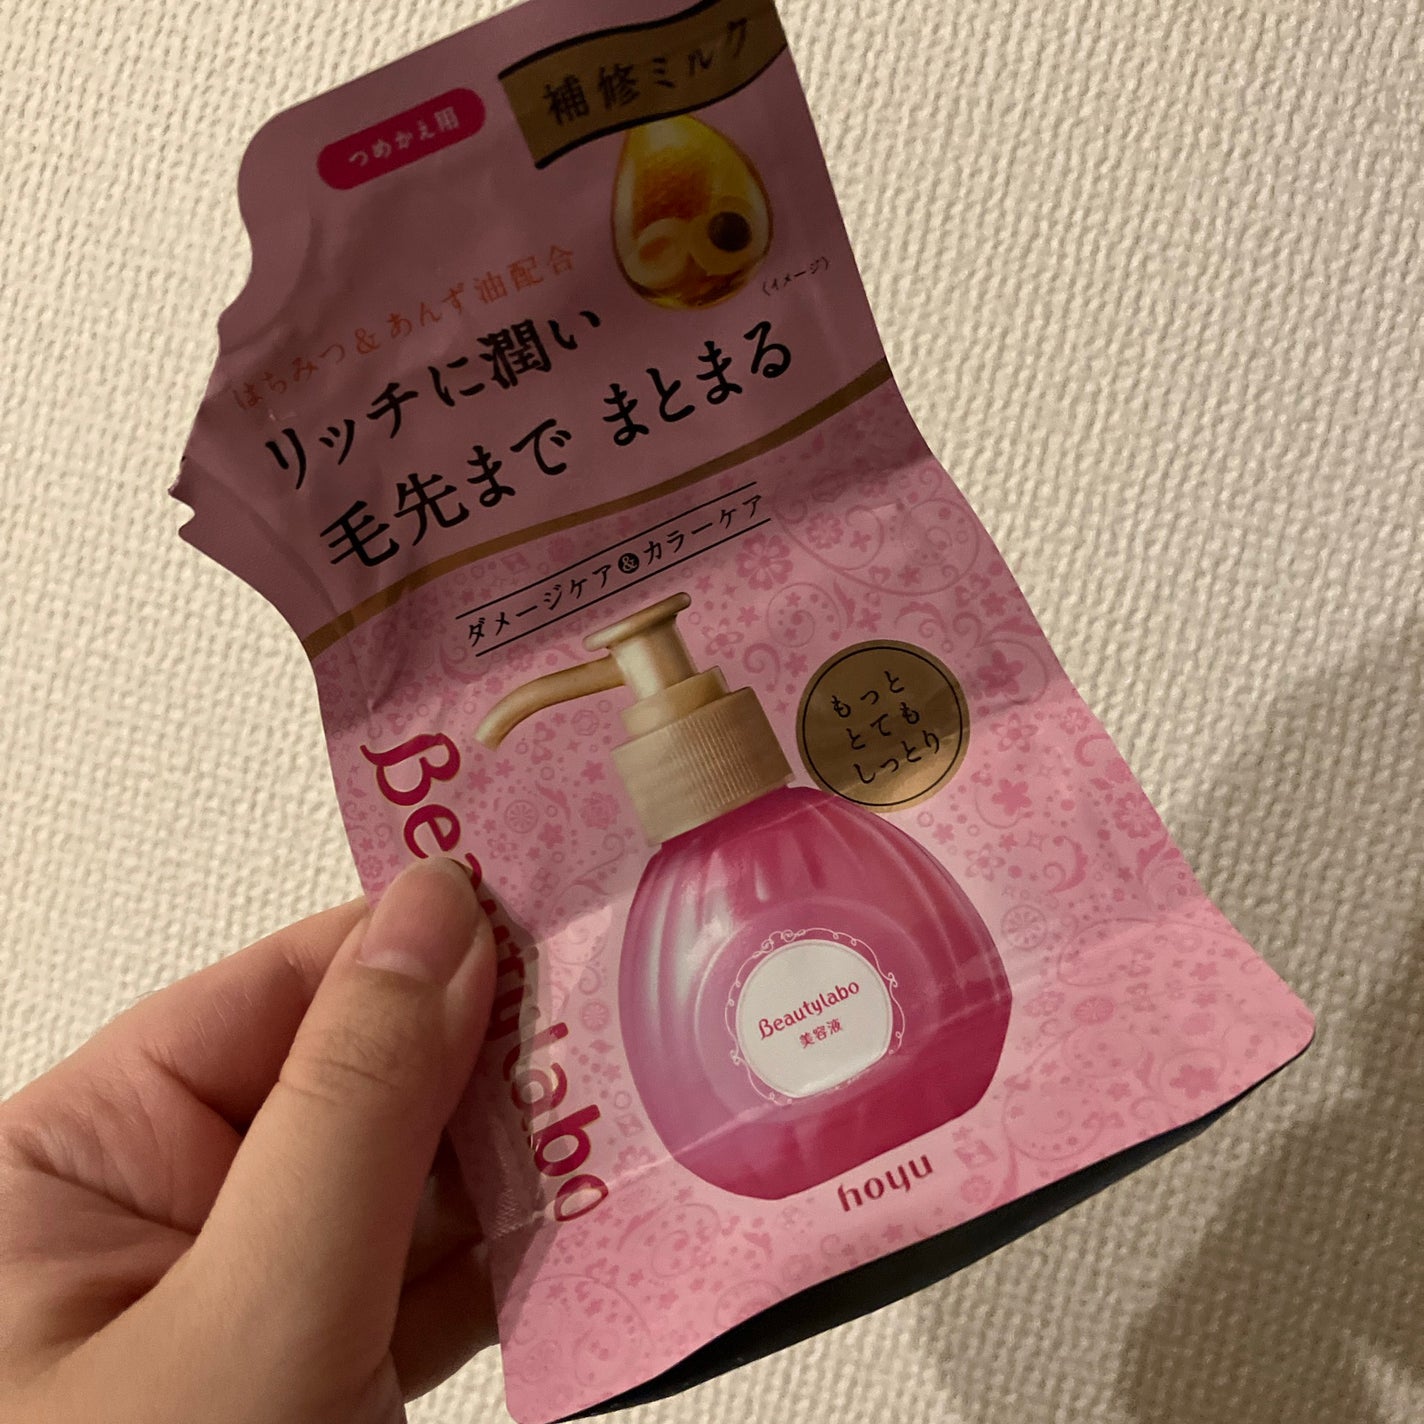 補修ミルク
つめかえ用
はちみつ&あんず油配合
(イメージ)
リッチに潤い
毛先まで まとまる
ダメージケア&カラーケア
もっと
とても
しっとり
Beautylabo
Beautylabo
美容液
hoyu